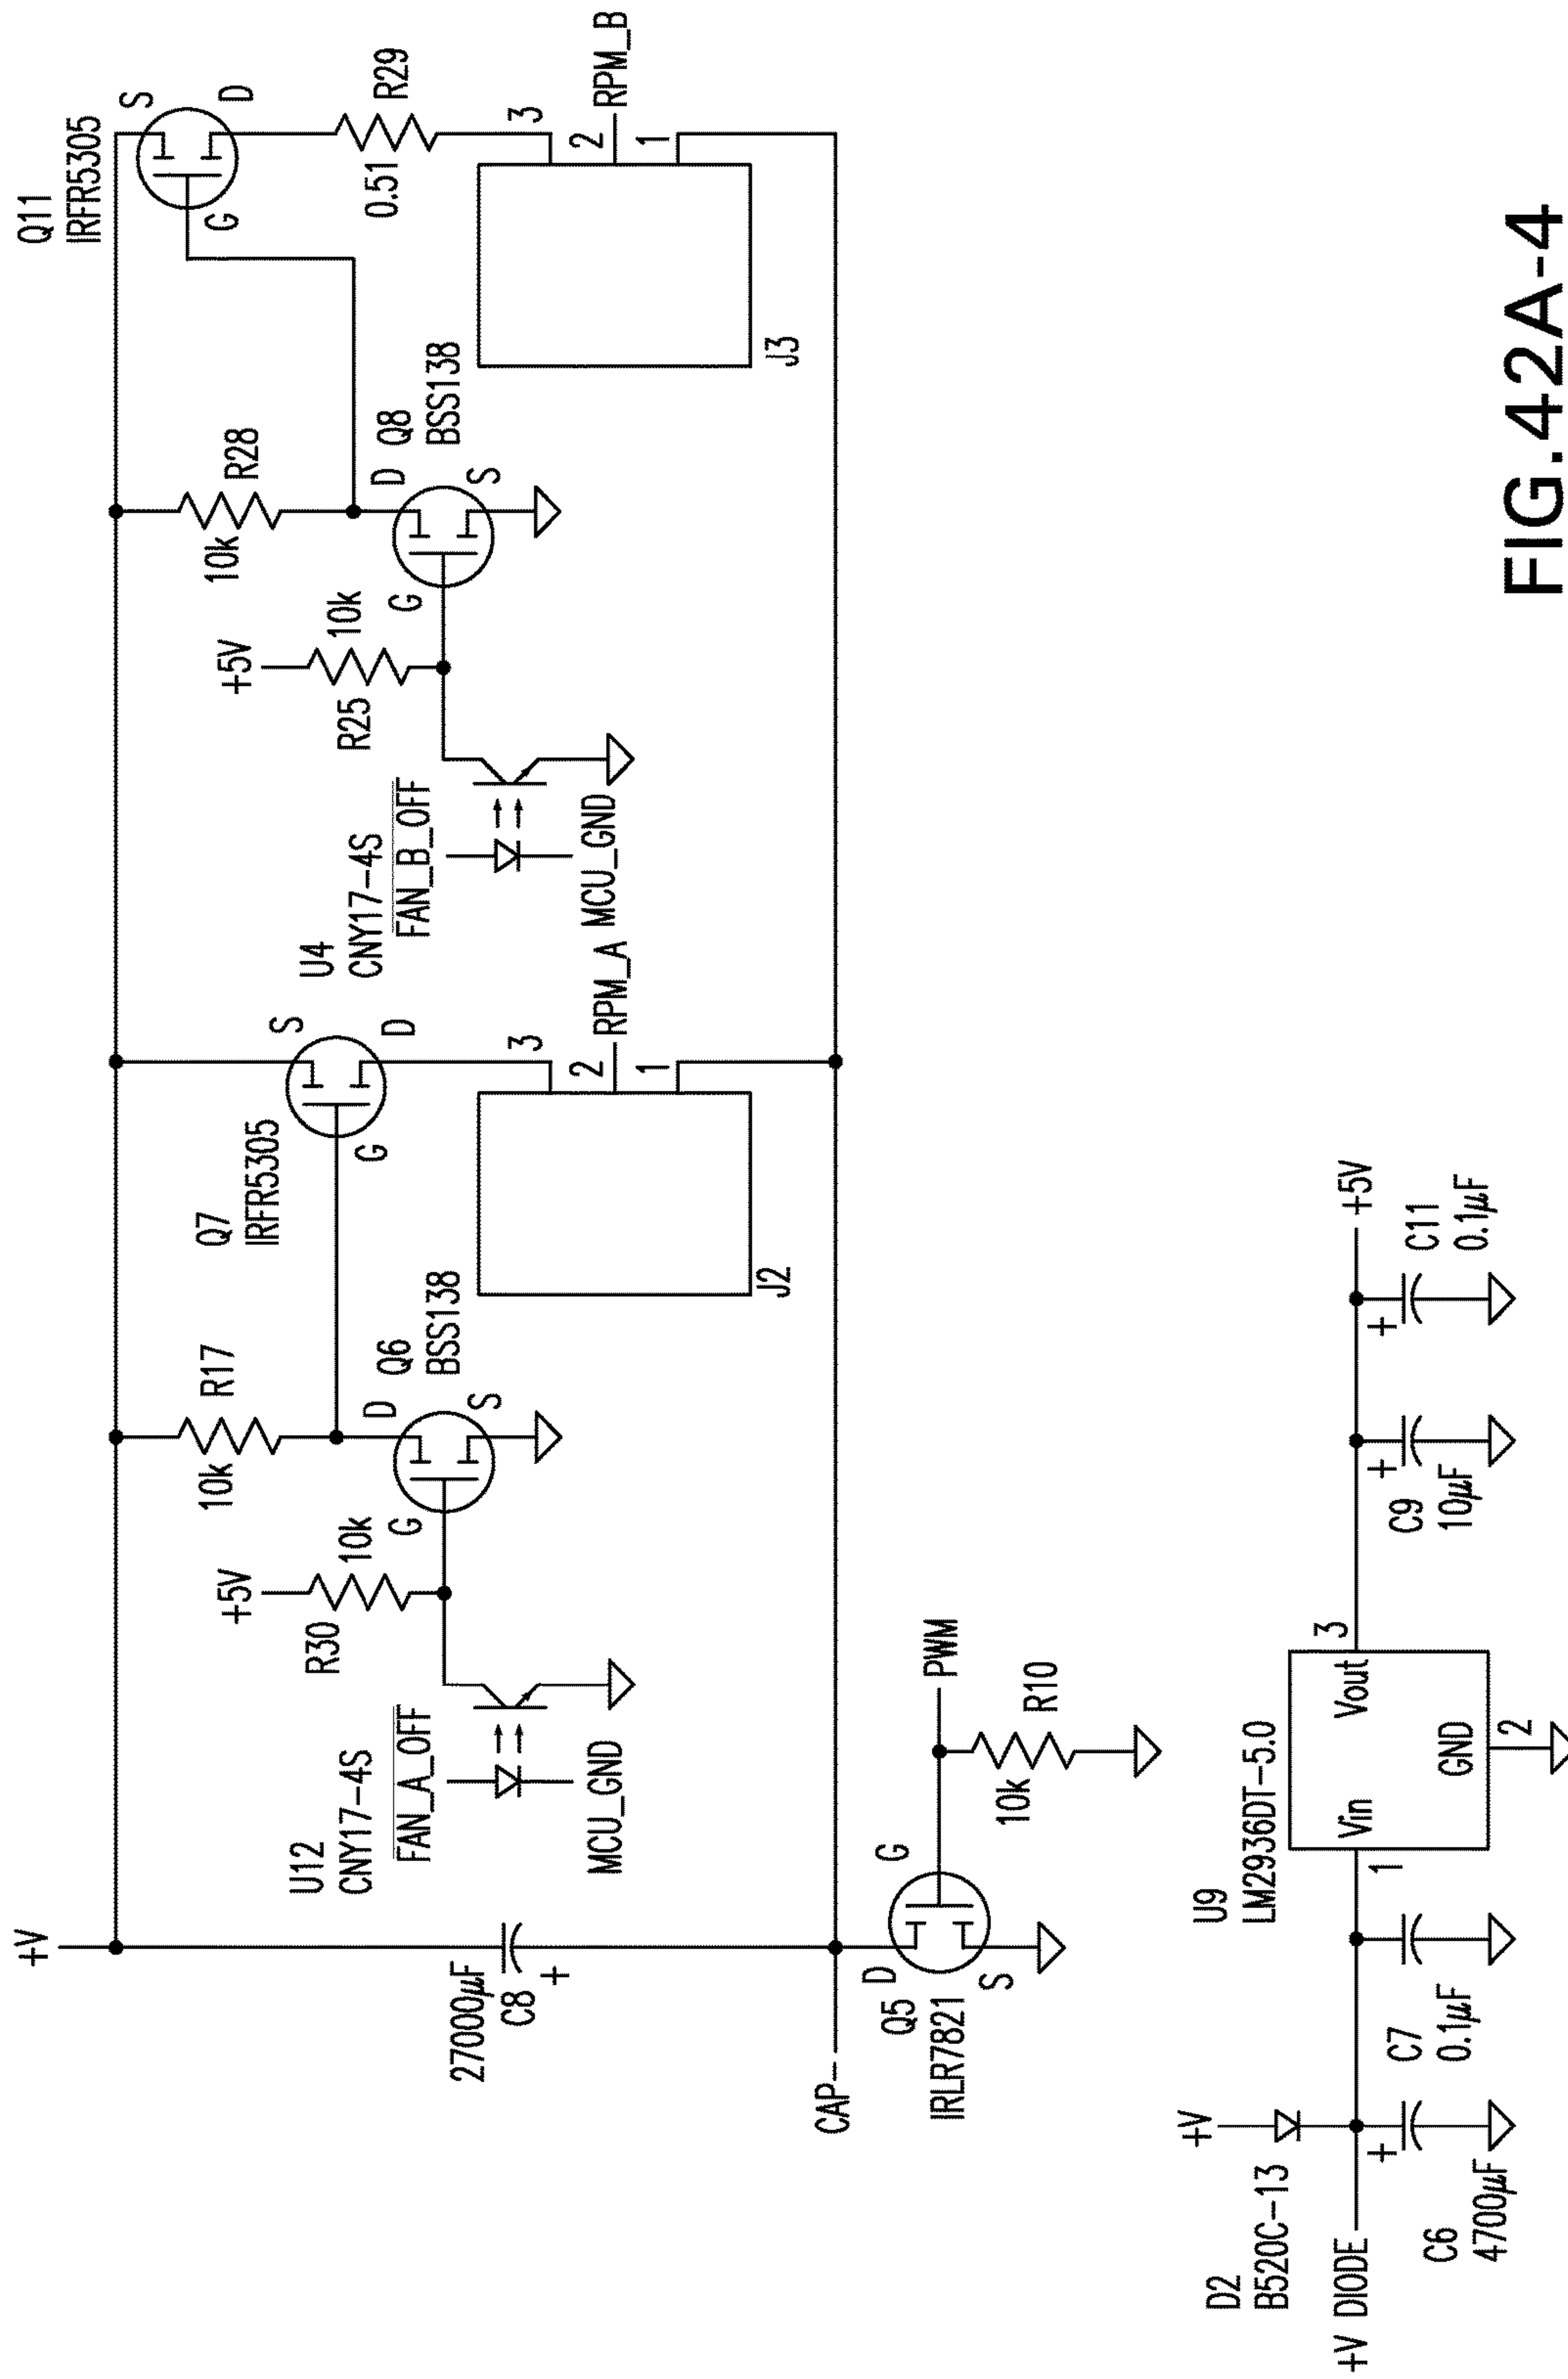 +V
27000µF
C8
+
CAP-
U12
CNY17-4S
FAN_A_OFF
MCU_GND
+5V
R30
10k
G
10k
R17
D
S
Q6
BSS138
Q7
IRFR5305
G
S
D
J2
3
2
RPM_A
1
U4
CNY17-4S
FAN_B_OFF
MCU_GND
+5V
R25
10k
G
10k
R28
D
S
Q8
BSS138
Q11
IRFR5305
G
S
D
0.51
R29
J3
3
2
RPM_B
1
Q5
IRLR7821
D
S
G
PWM
10k
R10
+V
D2
B520C-13
+V DIODE
+
C6
4700µF
C7
0.1µF
U9
LM2936DT-5.0
1
Vin
Vout
GND
3
2
+
C9
10µF
+
C11
0.1µF
+5V
FIG.42A-4